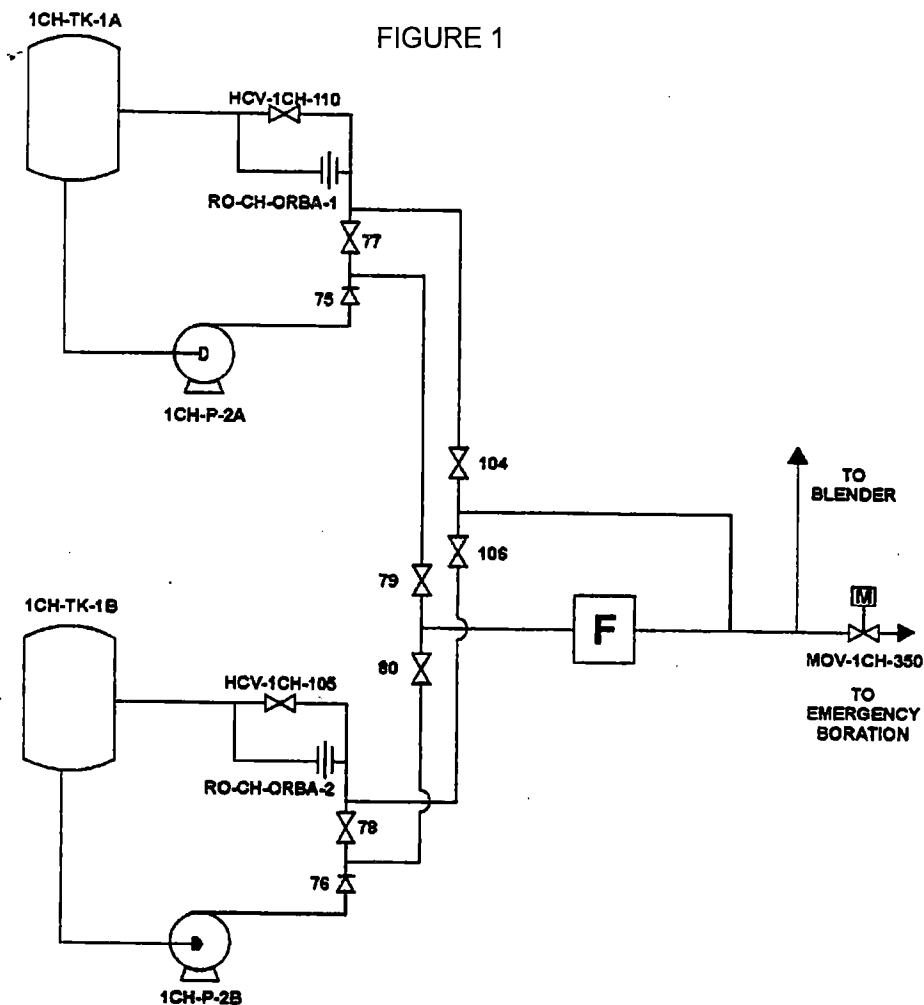 FIGURE 1
1CH-TK-1A
HCV-1CH-110
RO-CH-ORBA-1
77
75
1CH-P-2A
104
TO
BLENDER
106
79
1CH-TK-1B
F
M
80
MOV-1CH-350
HCV-1CH-105
TO
EMERGENCY
BORATION
RO-CH-ORBA-2
78
76
1CH-P-2B